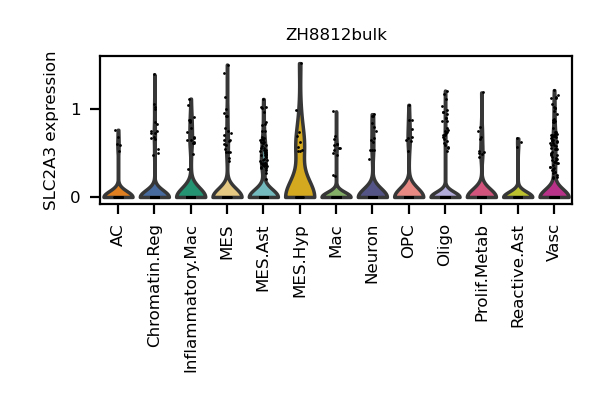 ZH8812bulk
SLC2A3 expression
1
0
AC
Chromatin.Reg
Inflammatory.Mac
MES
MES.Ast
MES.Hyp
Mac
Neuron
OPC
Oligo
Prolif.Metab
Reactive.Ast
Vasc